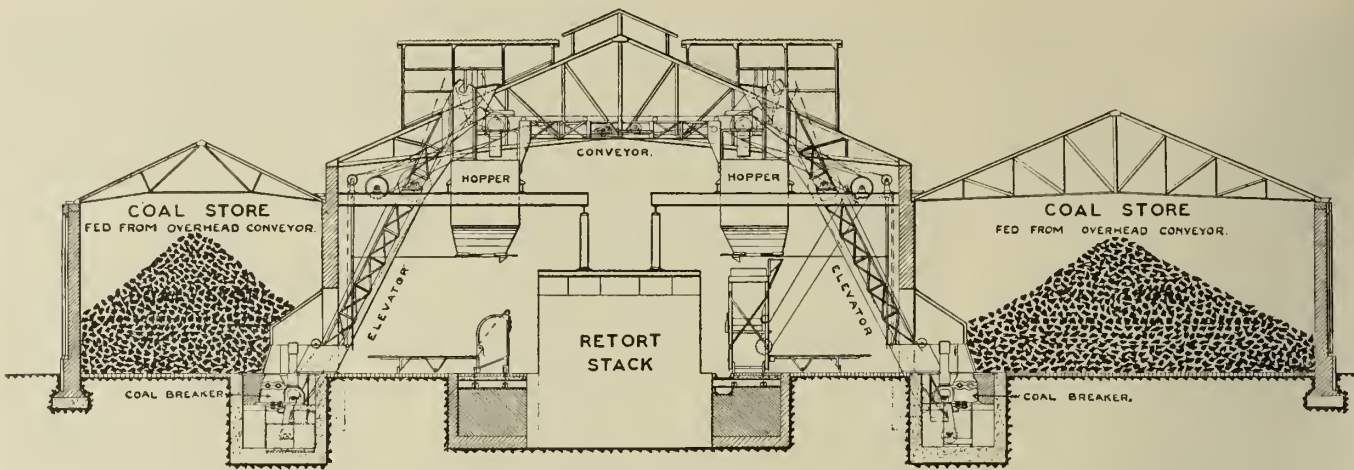 CONVEYOR.
HOPPER
HOPPER
COAL STORE
FED FROM OVERHEAD CONVEYOR.
COAL STORE
FED FROM OVERHEAD CONVEYOR.
ELEVATOR
ELEVATOR
RETORT
STACK
COAL BREAKER
COAL BREAKER.